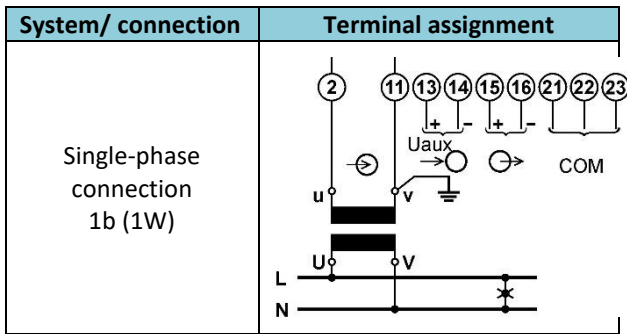 System/ connection
Terminal assignment
2 11 13 14 15 16 21 22 23
+ − + −
Uaux
COM
Single-phase
connection
1b (1W)
u v
U V
L
N